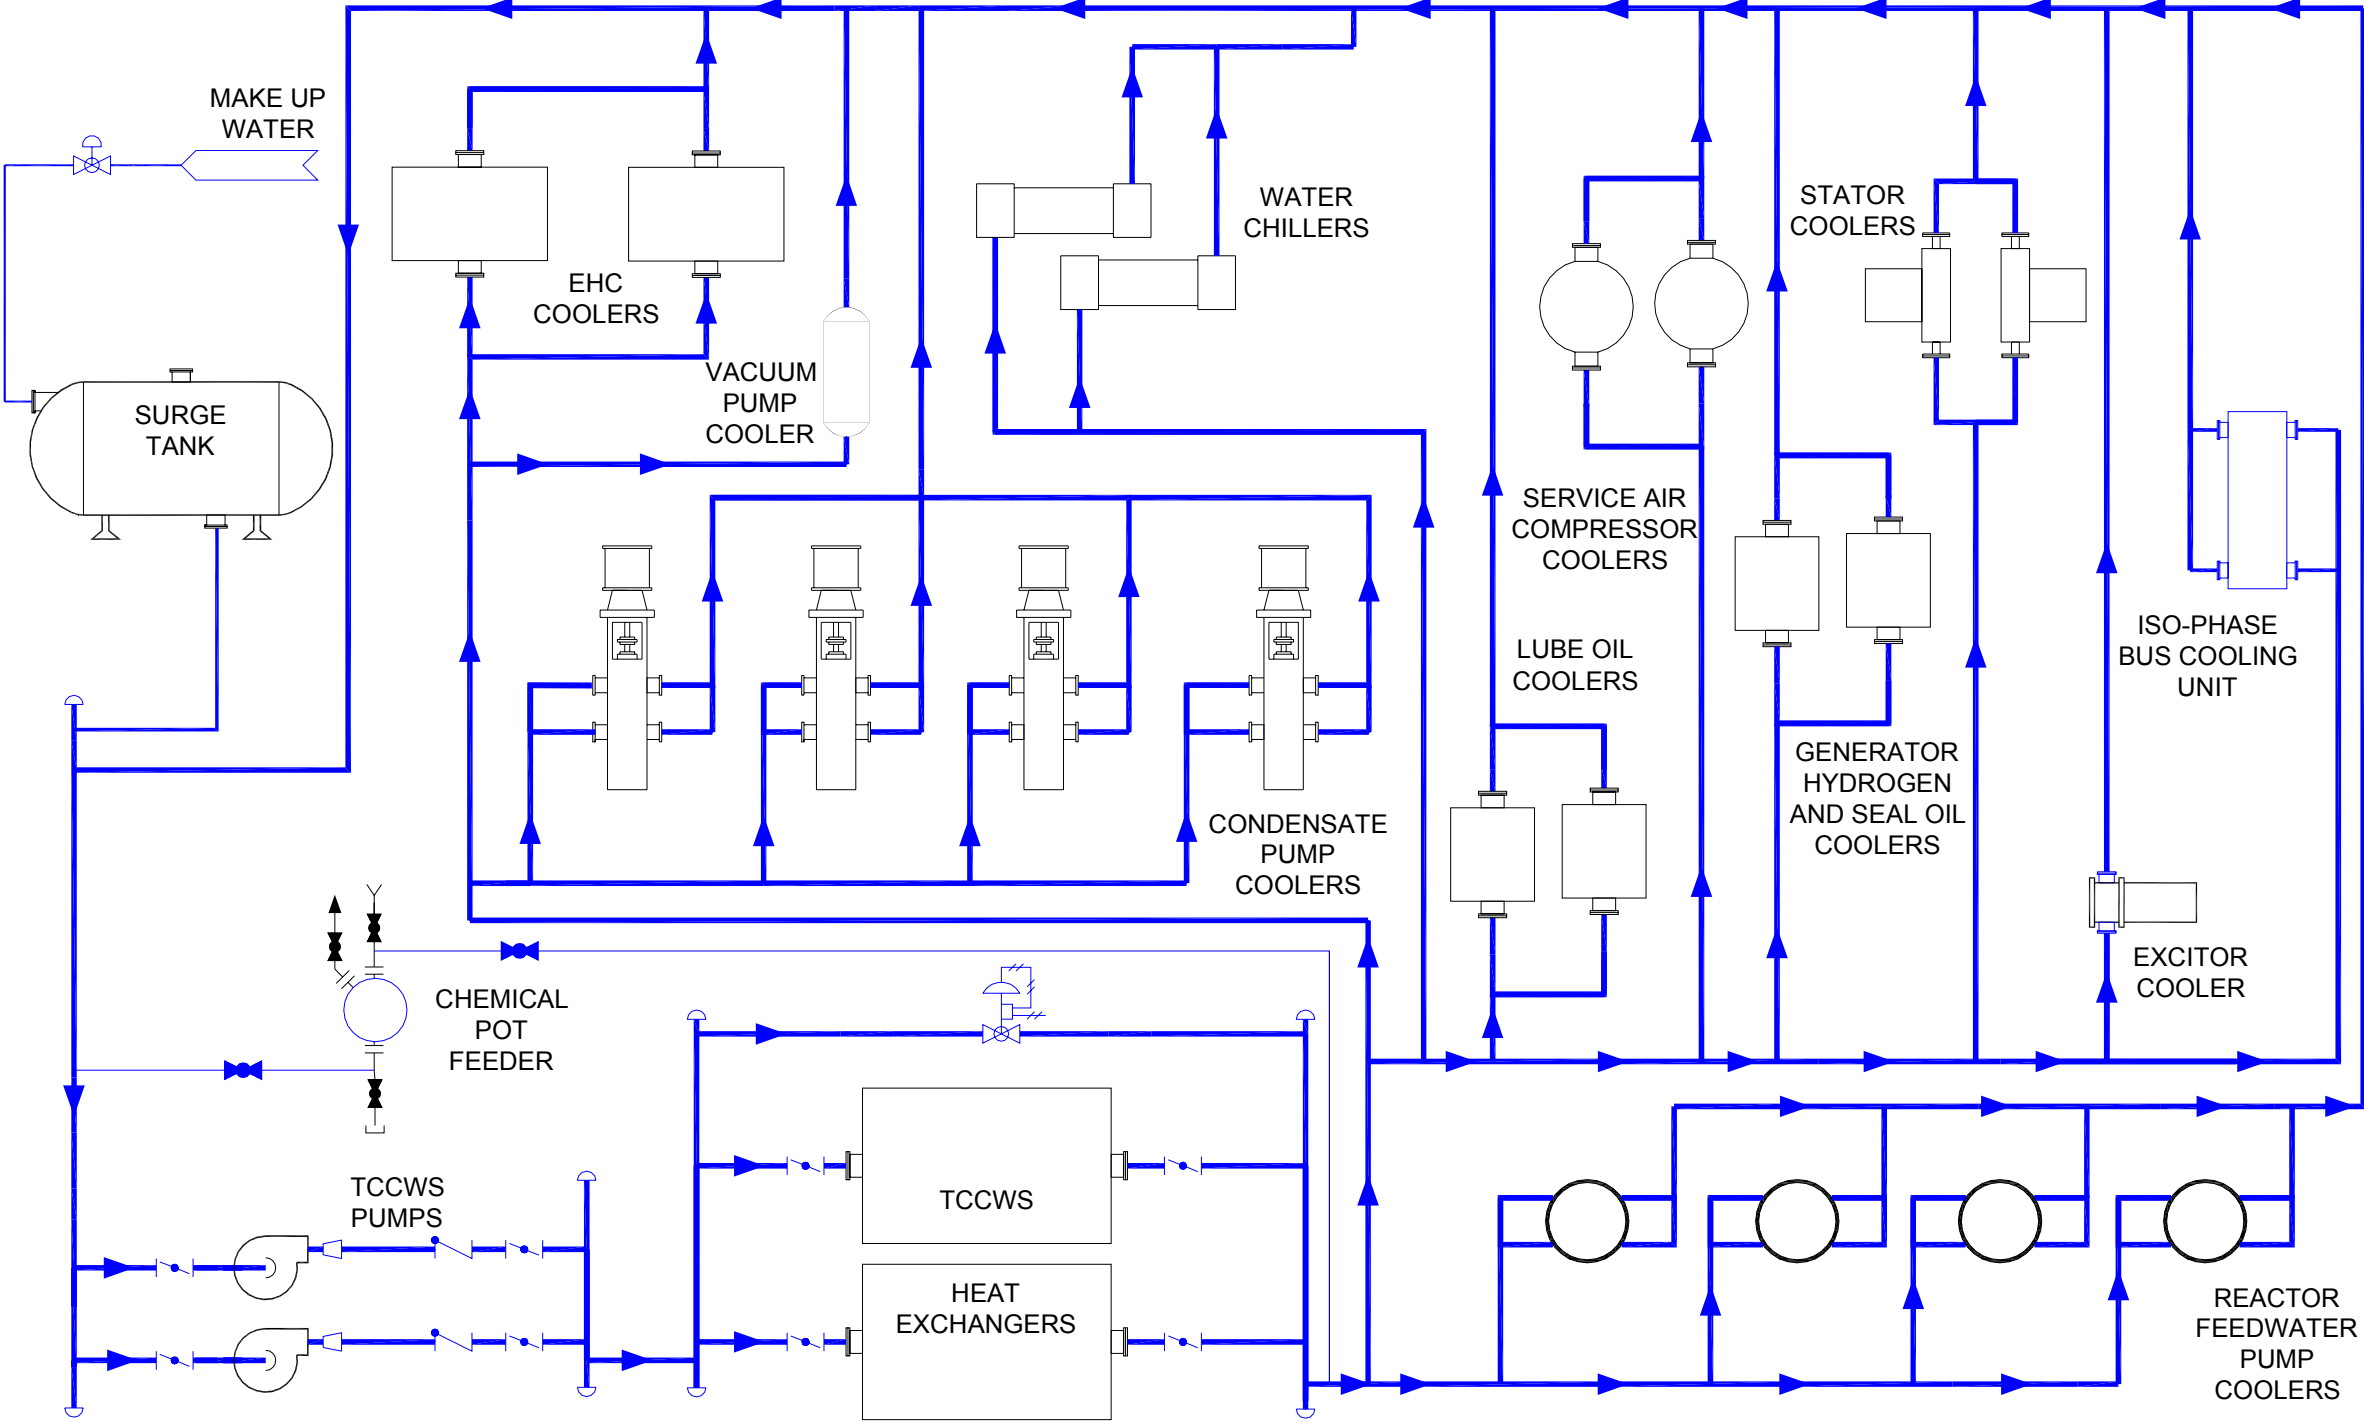 MAKE UP
WATER
SURGE
TANK
EHC
COOLERS
VACUUM
PUMP
COOLER
WATER
CHILLERS
STATOR
COOLERS
SERVICE AIR
COMPRESSOR
COOLERS
LUBE OIL
COOLERS
ISO-PHASE
BUS COOLING
UNIT
GENERATOR
HYDROGEN
AND SEAL OIL
COOLERS
CONDENSATE
PUMP
COOLERS
EXCITOR
COOLER
CHEMICAL
POT
FEEDER
TCCWS
PUMPS
TCCWS
HEAT
EXCHANGERS
REACTOR
FEEDWATER
PUMP
COOLERS